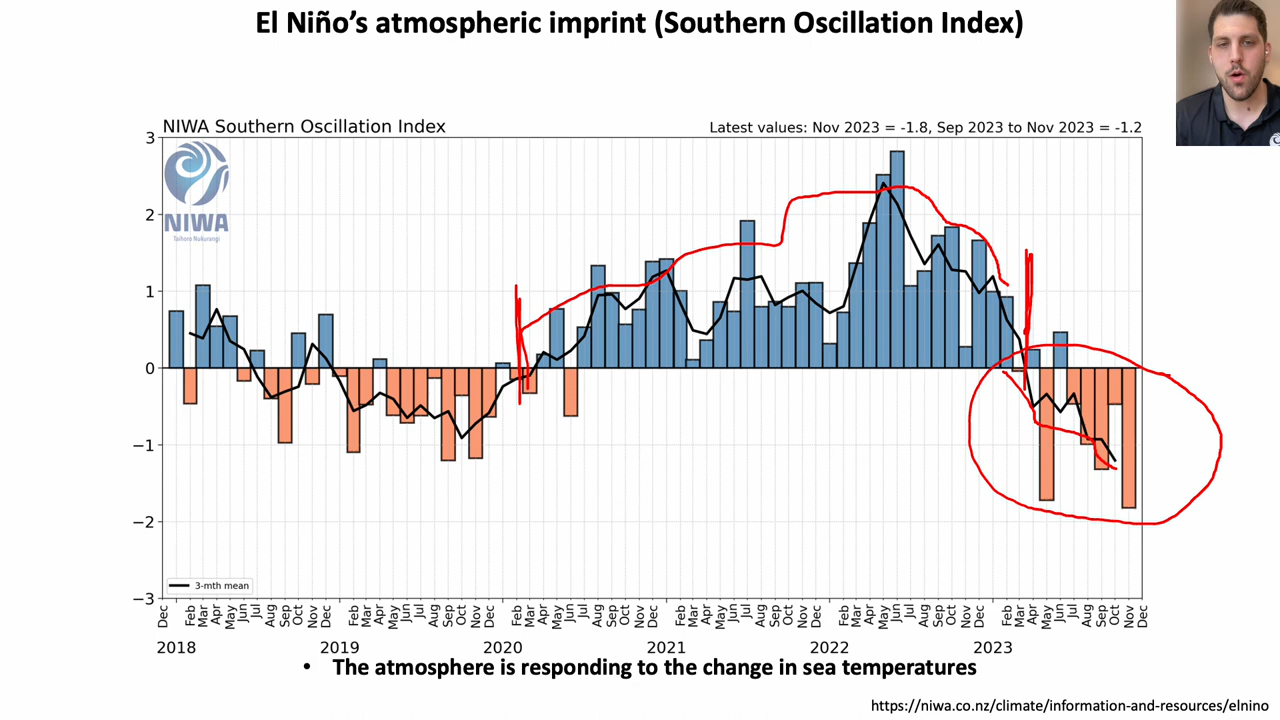 El Niño’s atmospheric imprint (Southern Oscillation Index)
NIWA Southern Oscillation Index
Latest values: Nov 2023 = -1.8, Sep 2023 to Nov 2023 = -1.2
3
2
1
0
−1
−2
−3
NIWA
Taihoro Nukurangi
3-mth mean
Dec Feb Mar Apr May Jun Jul Aug Sep Oct Nov Dec Feb Mar Apr May Jun Jul Aug Sep Oct Nov Dec Feb Mar Apr May Jun Jul Aug Sep Oct Nov Dec Feb Mar Apr May Jun Jul Aug Sep Oct Nov Dec Feb Mar Apr May Jun Jul Aug Sep Oct Nov Dec Feb Mar Apr May Jun Jul Aug Sep Oct Nov Dec
2018 2019 2020 2021 2022 2023
• The atmosphere is responding to the change in sea temperatures
https://niwa.co.nz/climate/information-and-resources/elnino